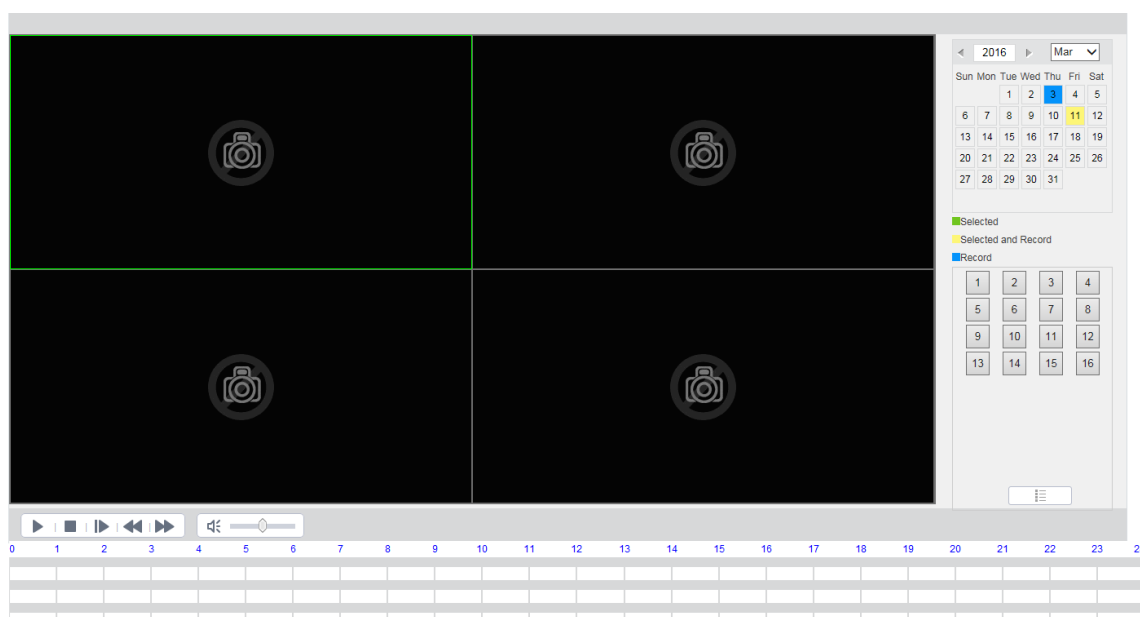 2016 Mar
Sun Mon Tue Wed Thu Fri Sat
1 2 3 4 5
6 7 8 9 10 11 12
13 14 15 16 17 18 19
20 21 22 23 24 25 26
27 28 29 30 31
Selected
Selected and Record
Record
1 2 3 4
5 6 7 8
9 10 11 12
13 14 15 16
0 1 2 3 4 5 6 7 8 9 10 11 12 13 14 15 16 17 18 19 20 21 22 23 2